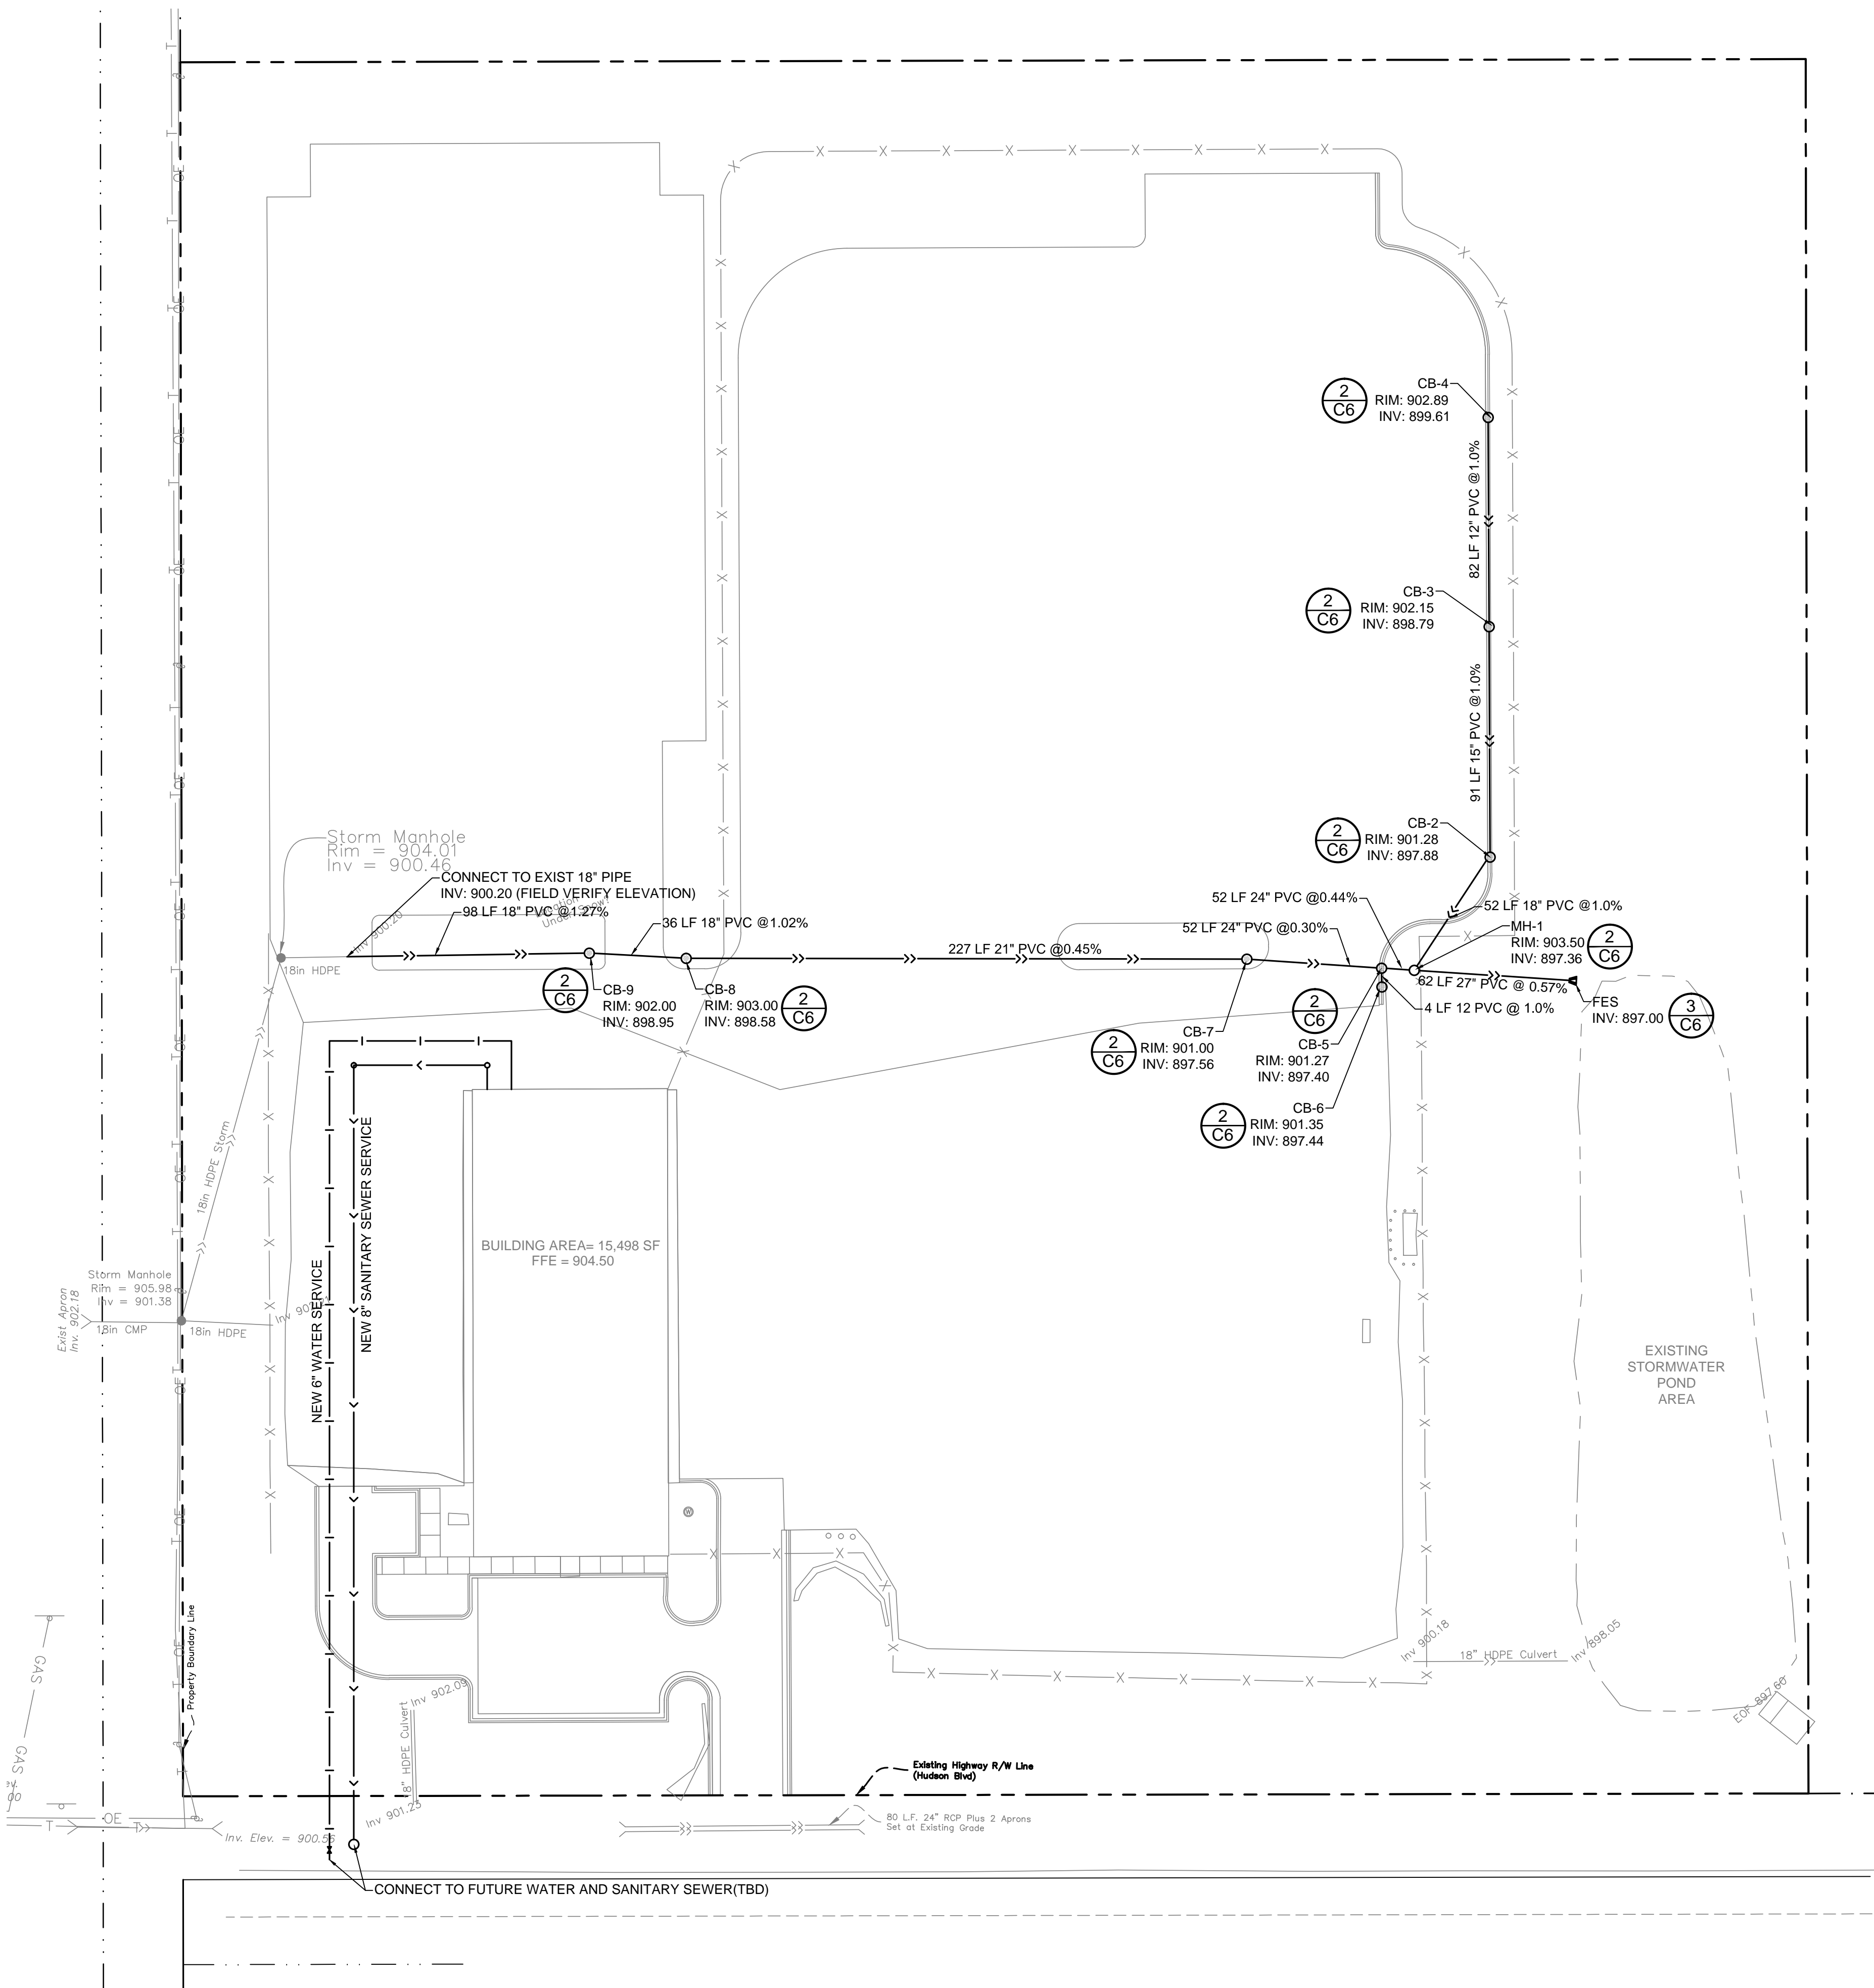 CB-4
RIM: 902.89
INV: 899.61
2
C6
82 LF 12" PVC @1.0%
CB-3
RIM: 902.15
INV: 898.79
2
C6
91 LF 15" PVC @1.0%
CB-2
RIM: 901.28
INV: 897.88
2
C6
Storm Manhole
Rim = 904.01
Inv = 900.46
CONNECT TO EXIST 18" PIPE
INV: 900.20 (FIELD VERIFY ELEVATION)
98 LF 18" PVC @1.27%
Under Snow?
Inv 900.20
18in HDPE
36 LF 18" PVC @1.02%
227 LF 21" PVC @0.45%
52 LF 24" PVC @0.44%
52 LF 24" PVC @0.30%
52 LF 18" PVC @1.0%
MH-1
RIM: 903.50
INV: 897.36
2
C6
62 LF 27" PVC @ 0.57%
4 LF 12 PVC @ 1.0%
FES
INV: 897.00
3
C6
2
C6
CB-9
RIM: 902.00
INV: 898.95
CB-8
RIM: 903.00
INV: 898.58
2
C6
2
C6
CB-7
RIM: 901.00
INV: 897.56
2
C6
CB-5
RIM: 901.27
INV: 897.40
2
C6
CB-6
RIM: 901.35
INV: 897.44
18in HDPE Storm
NEW 6" WATER SERVICE
NEW 8" SANITARY SEWER SERVICE
BUILDING AREA= 15,498 SF
FFE = 904.50
Storm Manhole
Rim = 905.98
Inv = 901.38
Exist Apron
Inv. 902.18
18in CMP
18in HDPE
EXISTING
STORMWATER
POND
AREA
Property Boundary Line
GAS
GAS
OE
T
T
Inv. Elev. = 900.56
Inv 902.09
18" HDPE Culvert
Inv 901.23
Existing Highway R/W Line
(Hudson Blvd)
80 L.F. 24" RCP Plus 2 Aprons
Set at Existing Grade
Inv 900.18
18" HDPE Culvert
Inv 898.05
EOF 897.60
CONNECT TO FUTURE WATER AND SANITARY SEWER(TBD)